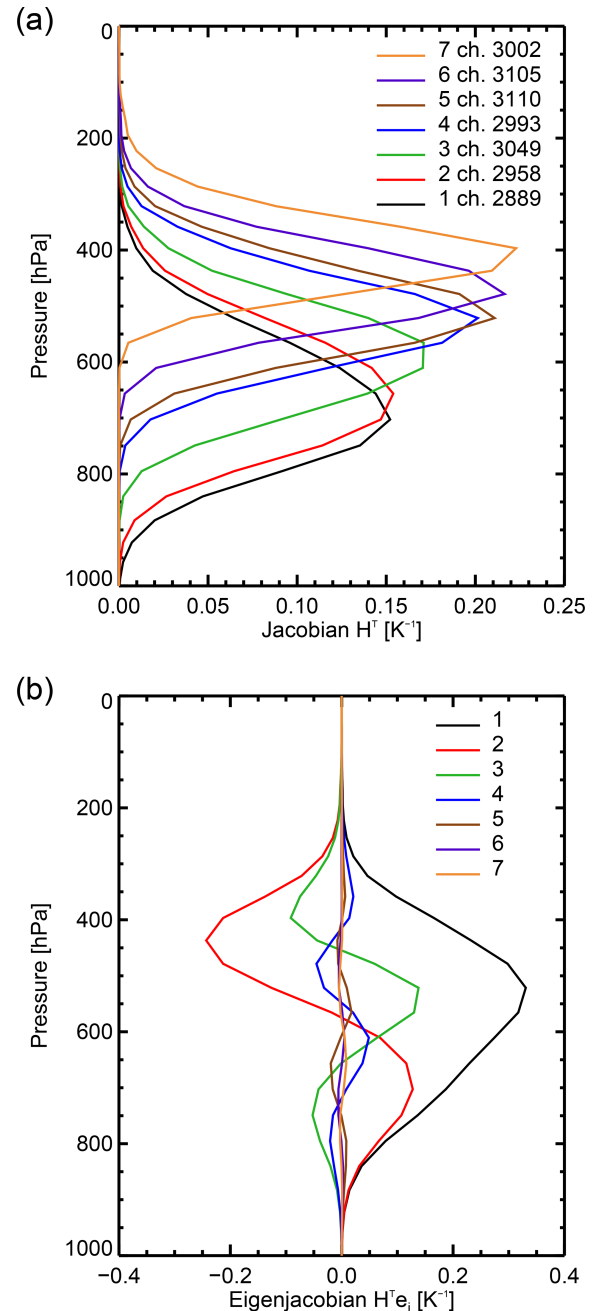 (a)
0
200
400
600
800
1000
Pressure [hPa]
7 ch. 3002
6 ch. 3105
5 ch. 3110
4 ch. 2993
3 ch. 3049
2 ch. 2958
1 ch. 2889
0.00 0.05 0.10 0.15 0.20 0.25
Jacobian Hᵀ [K⁻¹]
(b)
0
200
400
600
800
1000
Pressure [hPa]
1
2
3
4
5
6
7
−0.4 −0.2 0.0 0.2 0.4
Eigenjacobian Hᵀeᵢ [K⁻¹]